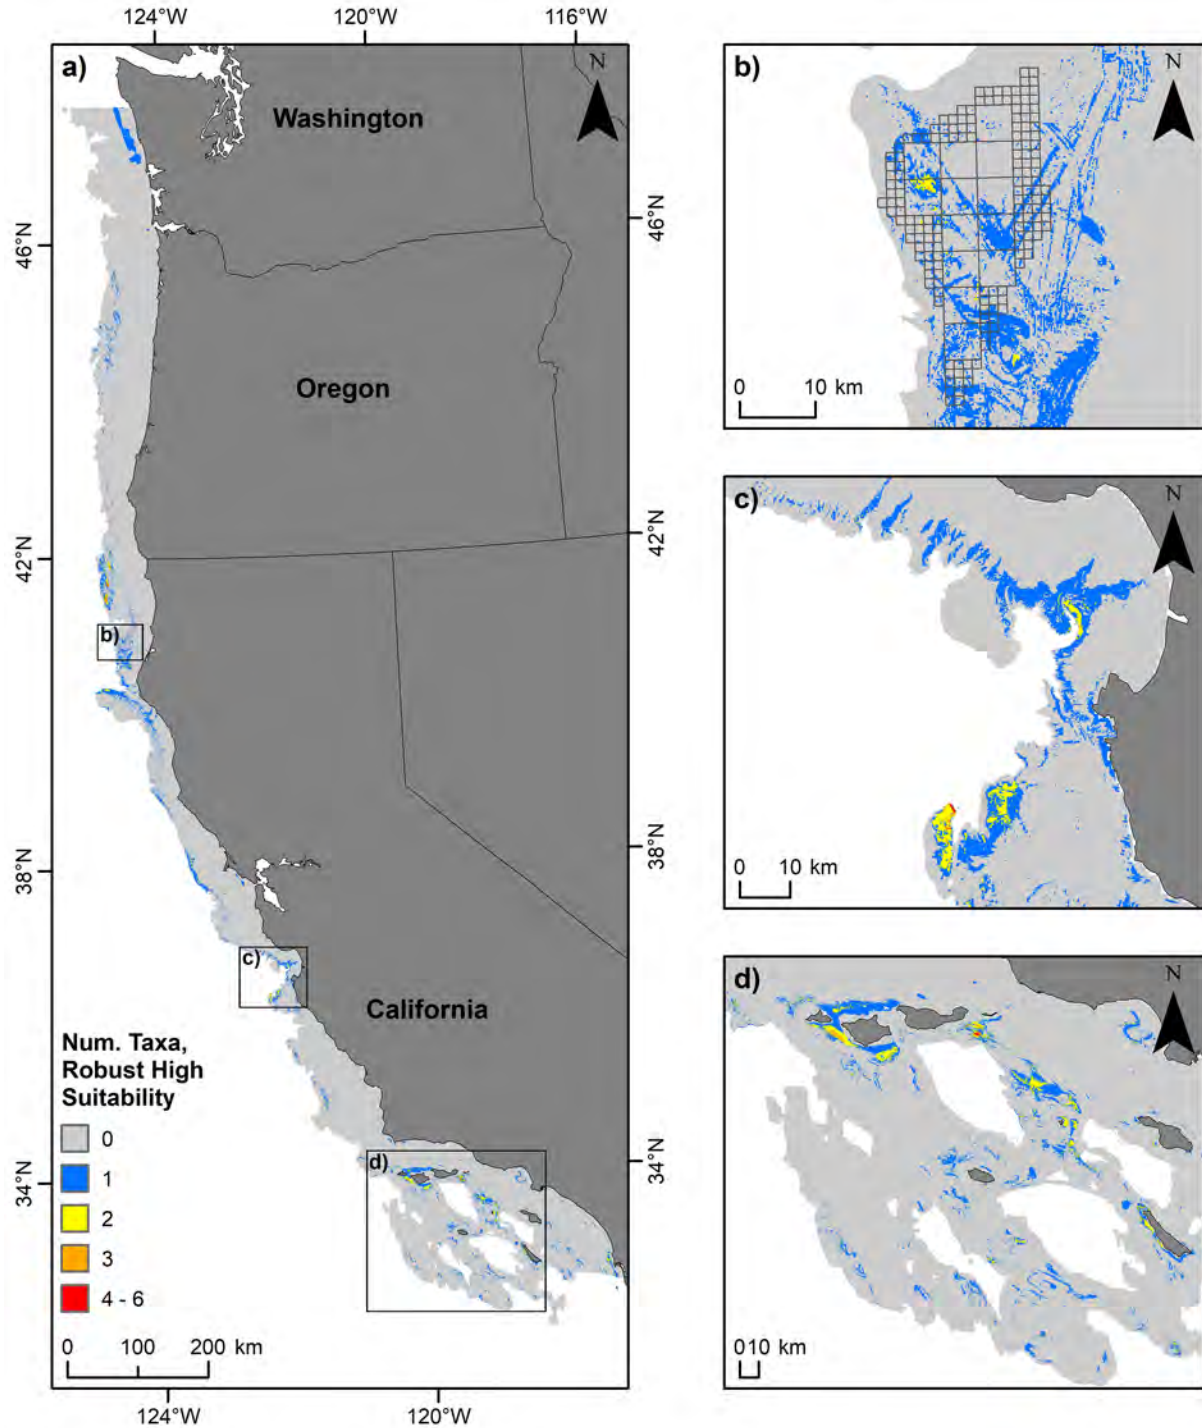 124°W 120°W 116°W
a)
N
Washington
46°N
46°N
Oregon
42°N
42°N
b)
38°N
38°N
c)
California
Num. Taxa,
Robust High
Suitability
0
1
2
3
4 - 6
34°N
34°N
d)
0 100 200 km
124°W 120°W
b)
N
0 10 km
c)
N
0 10 km
d)
N
010 km